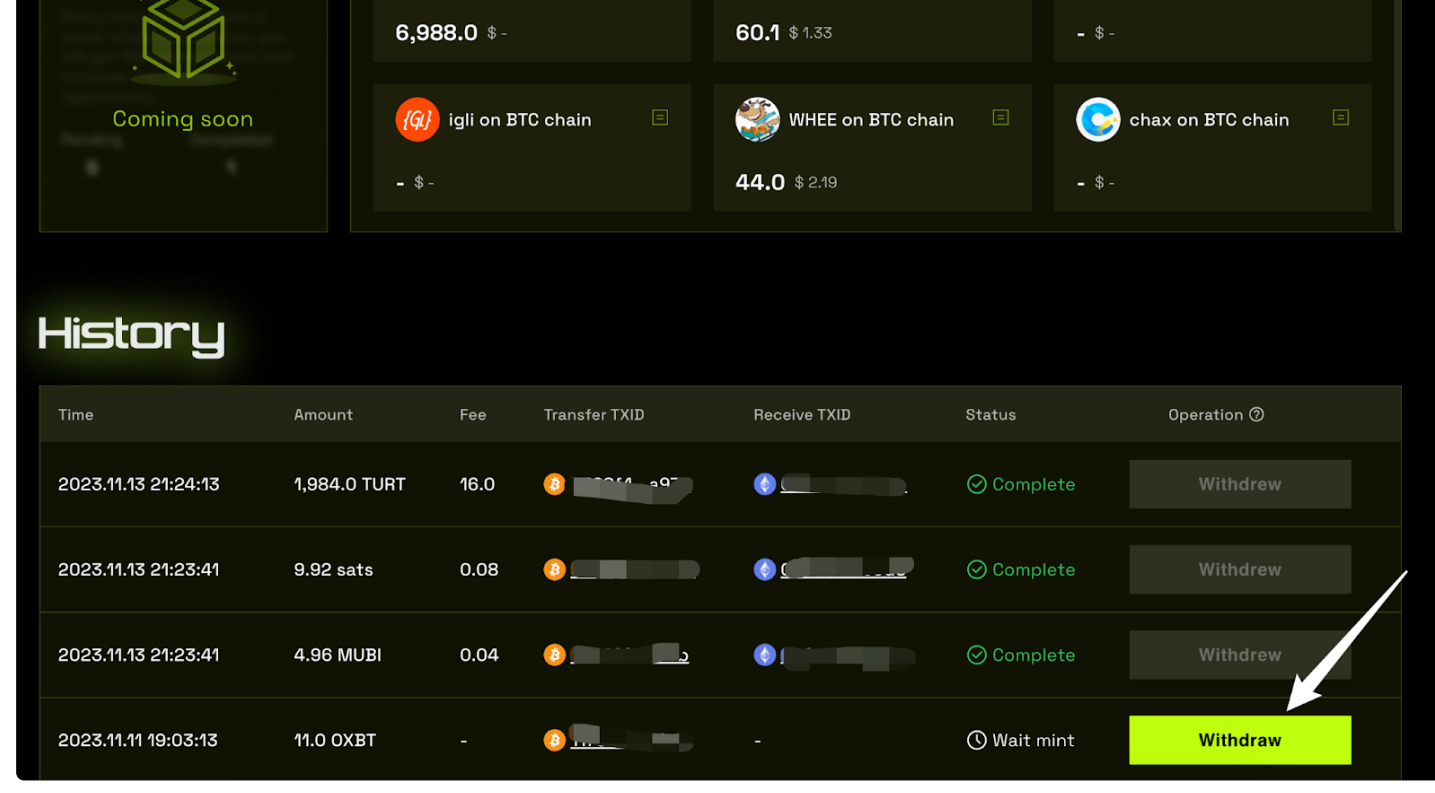 6,988.0 $ -
60.1 $ 1.33
- $ -
Coming soon
{GL} igli on BTC chain
WHEE on BTC chain
chax on BTC chain
- $ -
44.0 $ 2.19
- $ -
History
Time Amount Fee Transfer TXID Receive TXID Status Operation
2023.11.13 21:24:13 1,984.0 TURT 16.0 Complete Withdrew
2023.11.13 21:23:41 9.92 sats 0.08 Complete Withdrew
2023.11.13 21:23:41 4.96 MUBI 0.04 Complete Withdrew
2023.11.11 19:03:13 11.0 OXBT - - Wait mint Withdraw